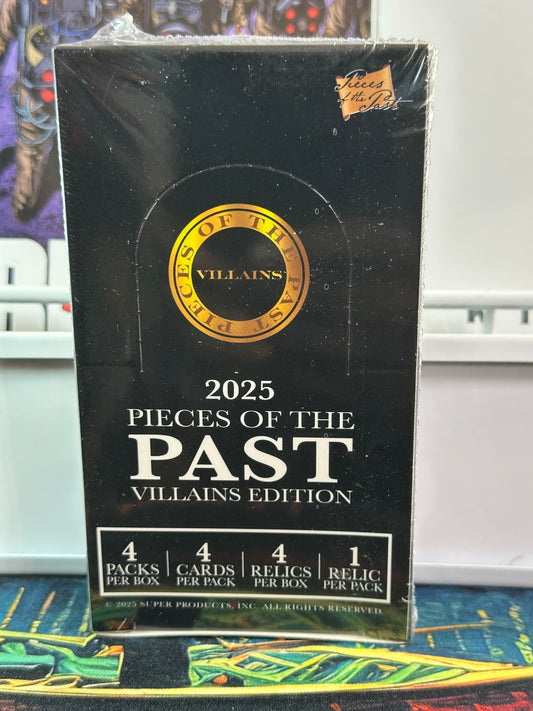 Pieces
of the Past
PIECES OF THE PAST
VILLAINS
2025
PIECES OF THE
PAST
VILLAINS EDITION
4 PACKS PER BOX
4 CARDS PER PACK
4 RELICS PER BOX
1 RELIC PER PACK
© 2025 SUPER PRODUCTS, INC. ALL RIGHTS RESERVED.